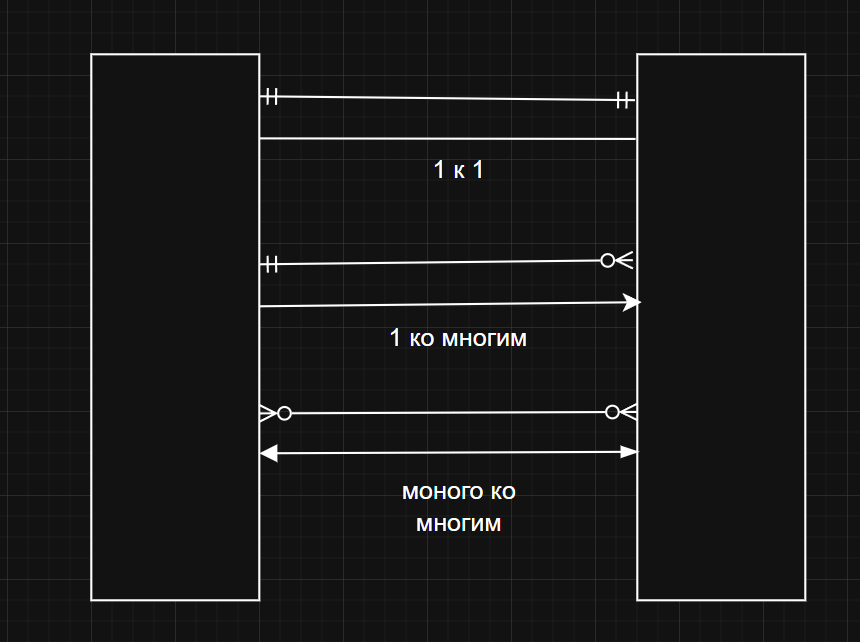 1 к 1
1 ко многим
моного ко
многим